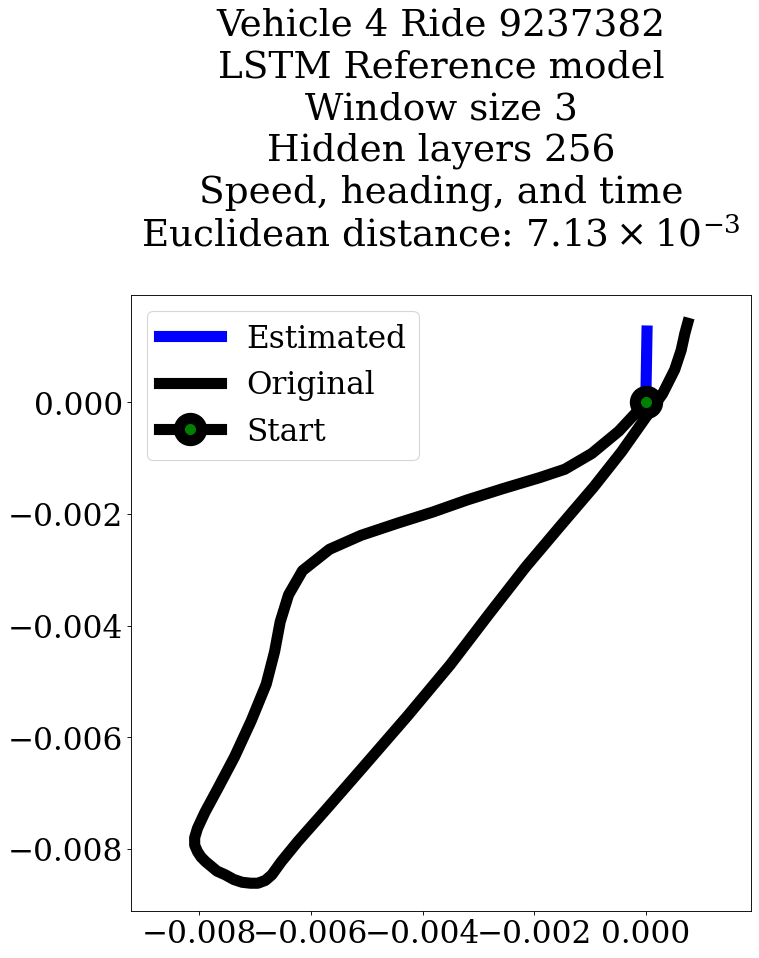 Vehicle 4 Ride 9237382
LSTM Reference model
Window size 3
Hidden layers 256
Speed, heading, and time
Euclidean distance: 7.13 × 10⁻³
Estimated
Original
Start
0.000
−0.002
−0.004
−0.006
−0.008
−0.008−0.006−0.004−0.002 0.000